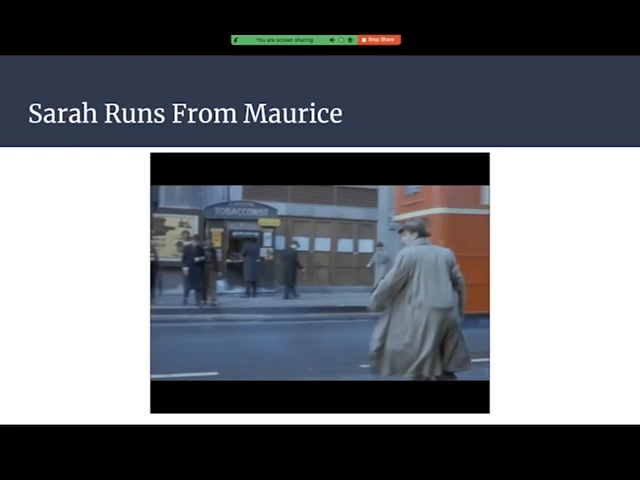 You are screen sharing
Stop Share
Sarah Runs From Maurice
TOBACCONIST